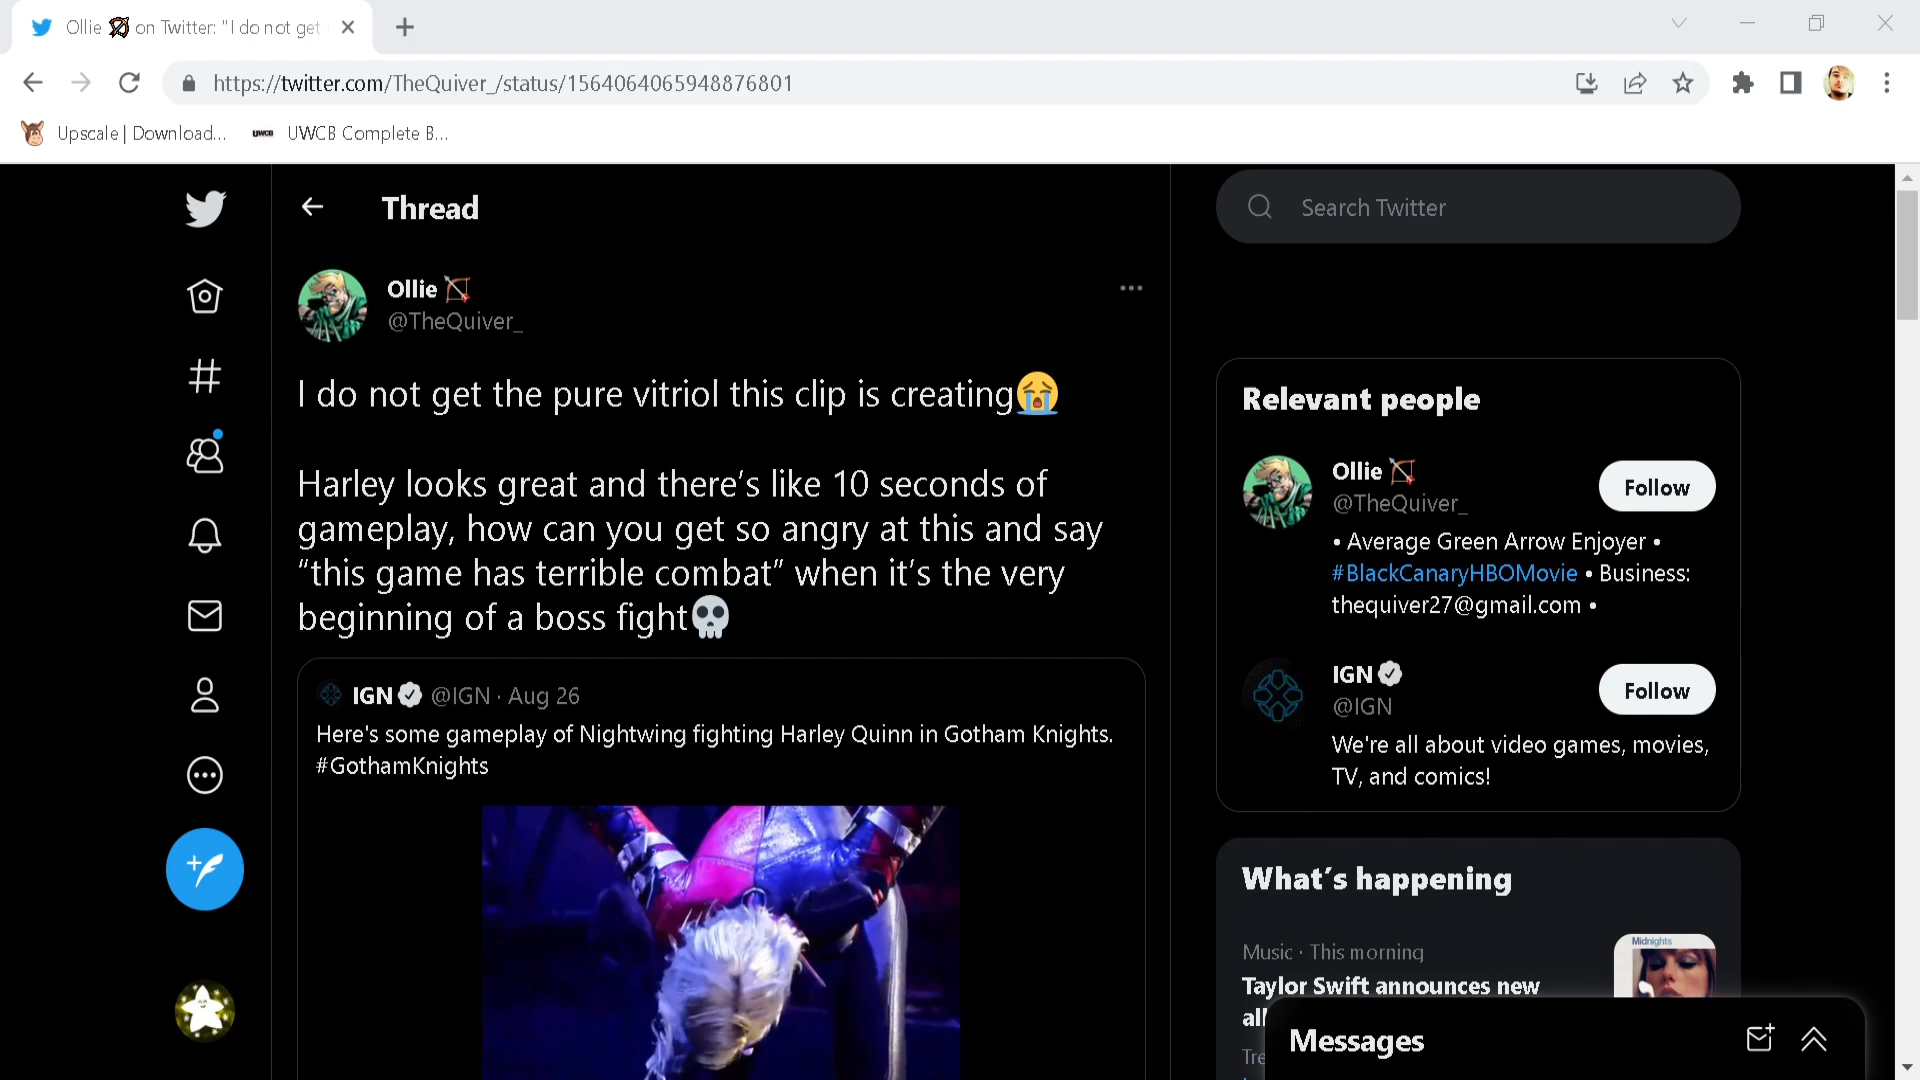 Ollie 🏹 on Twitter: "I do not get
https://twitter.com/TheQuiver_/status/1564064065948876801
Upscale | Download...
UWCB
UWCB Complete B...
Thread
Search Twitter
Ollie 🏹
@TheQuiver_
I do not get the pure vitriol this clip is creating😭
Harley looks great and there's like 10 seconds of
gameplay, how can you get so angry at this and say
“this game has terrible combat” when it's the very
beginning of a boss fight💀
IGN @IGN · Aug 26
Here's some gameplay of Nightwing fighting Harley Quinn in Gotham Knights.
#GothamKnights
Relevant people
Ollie 🏹
@TheQuiver_
Follow
• Average Green Arrow Enjoyer •
#BlackCanaryHBOMovie • Business:
thequiver27@gmail.com •
IGN
@IGN
Follow
We're all about video games, movies,
TV, and comics!
What's happening
Music · This morning
Midnights
Taylor Swift announces new
Messages